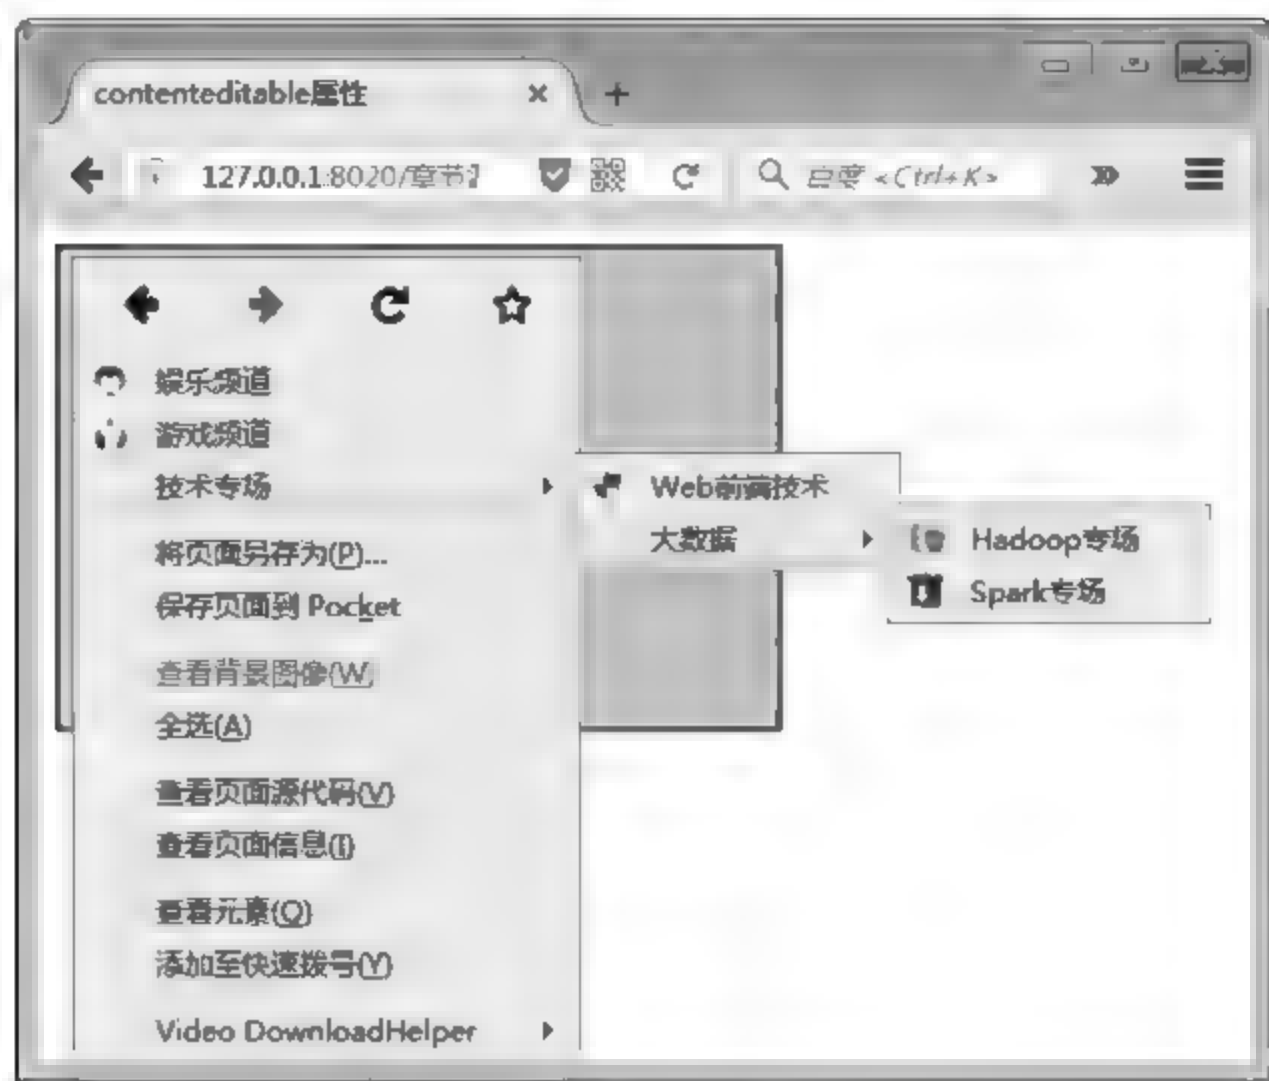 contenteditable属性
127.0.0.1:8020/章节
百度 <Ctrl+K>
娱乐频道
游戏频道
技术专场
Web前端技术
大数据
Hadoop专场
Spark专场
将页面另存为(P)...
保存页面到 Pocket
查看背景图像(W)
全选(A)
查看页面源代码(V)
查看页面信息(I)
查看元素(Q)
添加至快速拨号(Y)
Video DownloadHelper